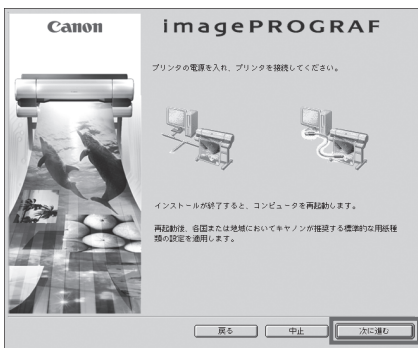 Canon
imagePROGRAF
プリンタの電源を入れ、プリンタを接続してください。
インストールが終了すると、コンピュータを再起動します。
再起動後、各国または地域においてキヤノンが推奨する標準的な用紙種
類の設定を適用します。
戻る
中止
次に進む